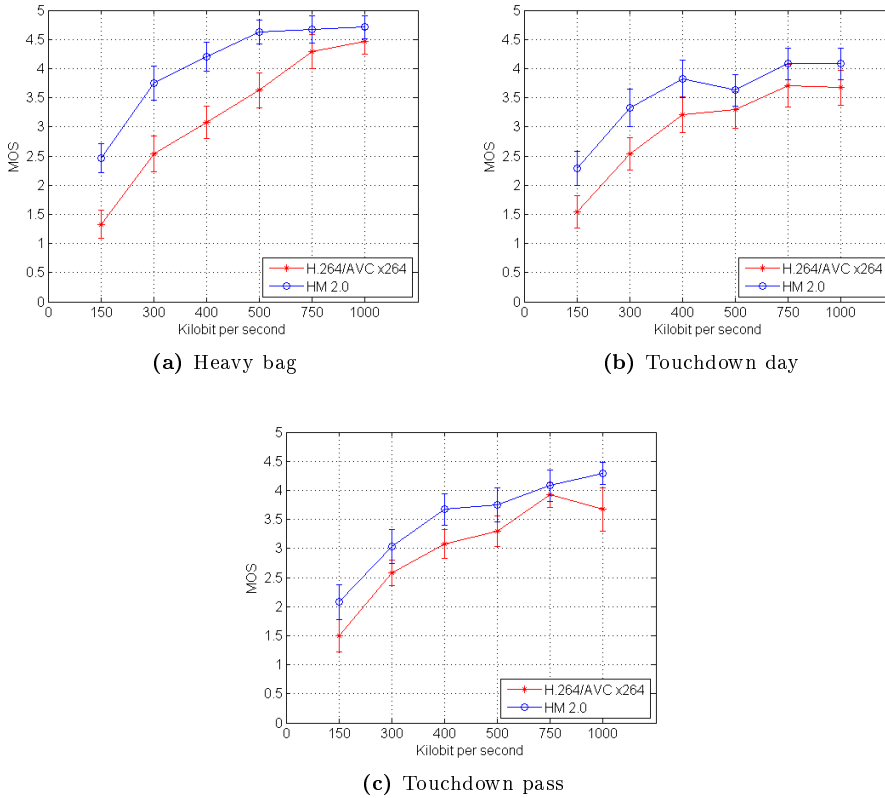 5
4.5
4
3.5
3
2.5
2
1.5
1
0.5
0
MOS
0 150 300 400 500 750 1000
Kilobit per second
H.264/AVC x264
HM 2.0
(a) Heavy bag
5
4.5
4
3.5
3
2.5
2
1.5
1
0.5
0
MOS
0 150 300 400 500 750 1000
Kilobit per second
H.264/AVC x264
HM 2.0
(b) Touchdown day
5
4.5
4
3.5
3
2.5
2
1.5
1
0.5
0
MOS
0 150 300 400 500 750 1000
Kilobit per second
H.264/AVC x264
HM 2.0
(c) Touchdown pass